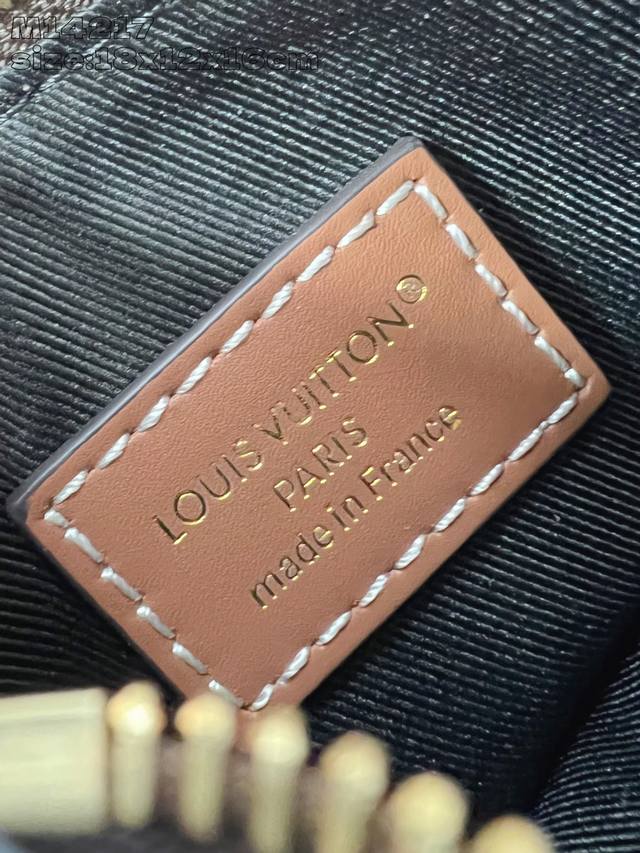 M14217
size:18x12x16cm
LOUIS VUITTON®
PARIS
made in France